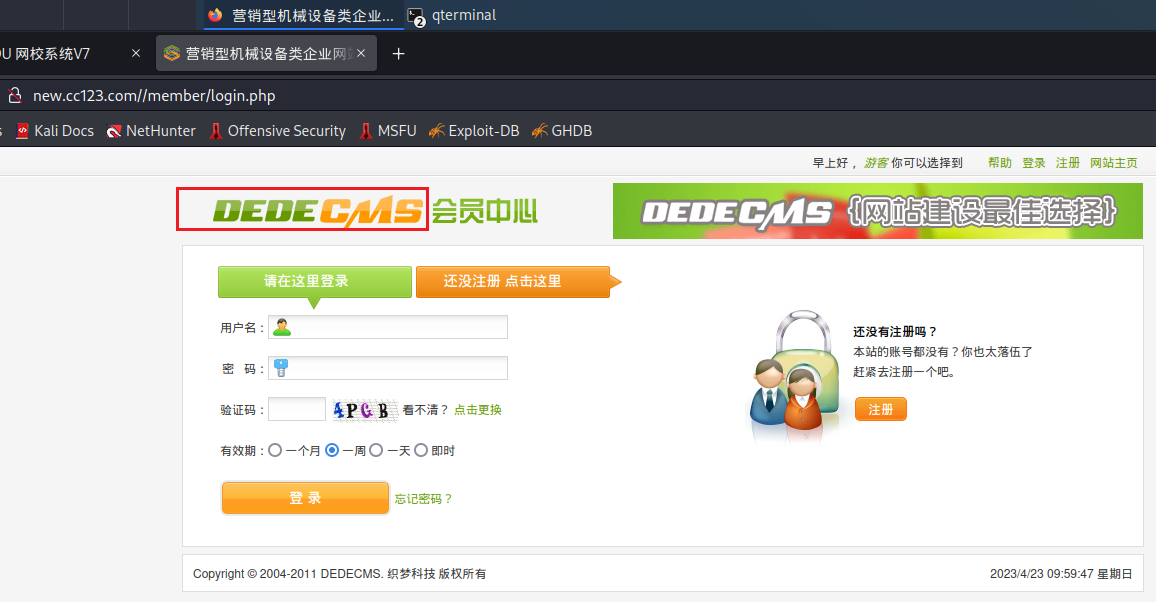 营销型机械设备类企业... 2 qterminal
OU 网校系统V7 × 营销型机械设备类企业网站 × +
new.cc123.com//member/login.php
s Kali Docs NetHunter Offensive Security MSFU Exploit-DB GHDB
早上好 , 游客 你可以选择到 帮助 登录 注册 网站主页
DEDECMS 会员中心 DEDECMS {网站建设最佳选择}
请在这里登录 还没注册 点击这里
用户名：
还没有注册吗？
本站的账号都没有？你也太落伍了
密 码：
赶紧去注册一个吧。
验证码： 4PGB 看不清？ 点击更换
注册
有效期： 一个月 一周 一天 即时
登 录 忘记密码？
Copyright © 2004-2011 DEDECMS. 织梦科技 版权所有 2023/4/23 09:59:47 星期日